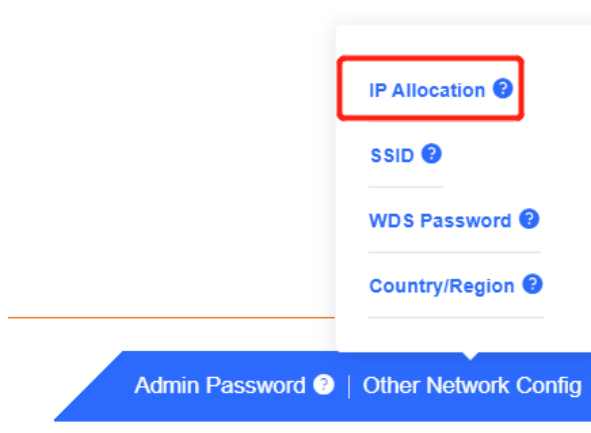 IP Allocation ?
SSID ?
WDS Password ?
Country/Region ?
Admin Password ? | Other Network Config